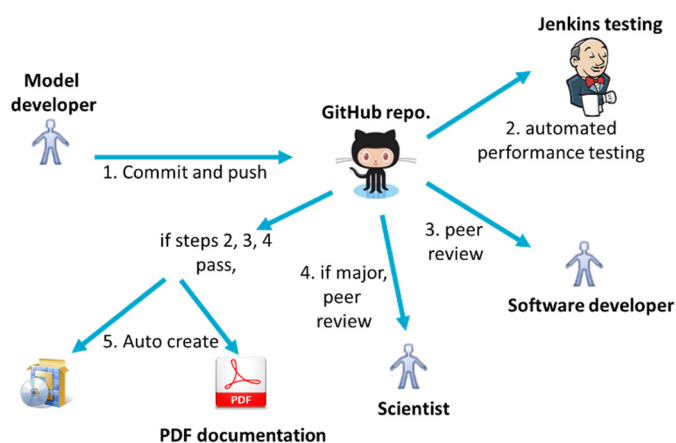 Jenkins testing
Model
developer
GitHub repo.
2. automated
performance testing
1. Commit and push
3. peer
review
if steps 2, 3, 4
pass,
4. if major,
peer
review
Software developer
5. Auto create
PDF
Scientist
PDF documentation